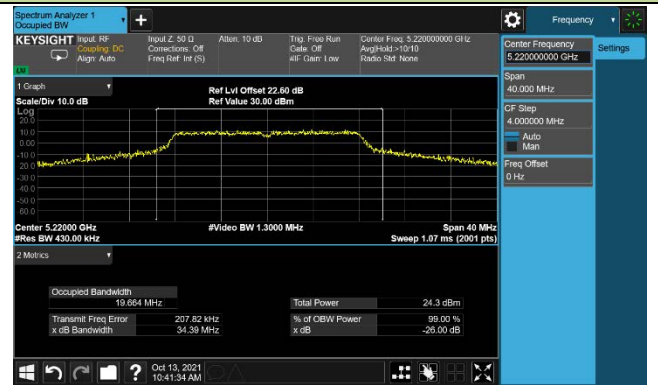 Spectrum Analyzer 1
Occupied BW
+
Frequency
KEYSIGHT
Input: RF
Coupling: DC
Align: Auto
Input Z: 50 Ω
Corrections: Off
Freq Ref: Int (S)
Atten: 10 dB
Trig: Free Run
Gate: Off
#IF Gain: Low
Center Freq: 5.220000000 GHz
Avg|Hold:>10/10
Radio Std: None
LXI
Center Frequency
5.220000000 GHz
Settings
Span
40.000 MHz
CF Step
4.000000 MHz
Auto
Man
Freq Offset
0 Hz
1 Graph
Scale/Div 10.0 dB
Ref Lvl Offset 22.60 dB
Ref Value 30.00 dBm
Log
20.0
10.0
0.00
-10.0
-20.0
-30.0
-40.0
-50.0
-60.0
Center 5.22000 GHz
#Res BW 430.00 kHz
#Video BW 1.3000 MHz
Span 40 MHz
Sweep 1.07 ms (2001 pts)
2 Metrics
Occupied Bandwidth
19.664 MHz
Total Power 24.3 dBm
Transmit Freq Error 207.82 kHz
% of OBW Power 99.00 %
x dB Bandwidth 34.39 MHz
x dB -26.00 dB
?
Oct 13, 2021
10:41:34 AM